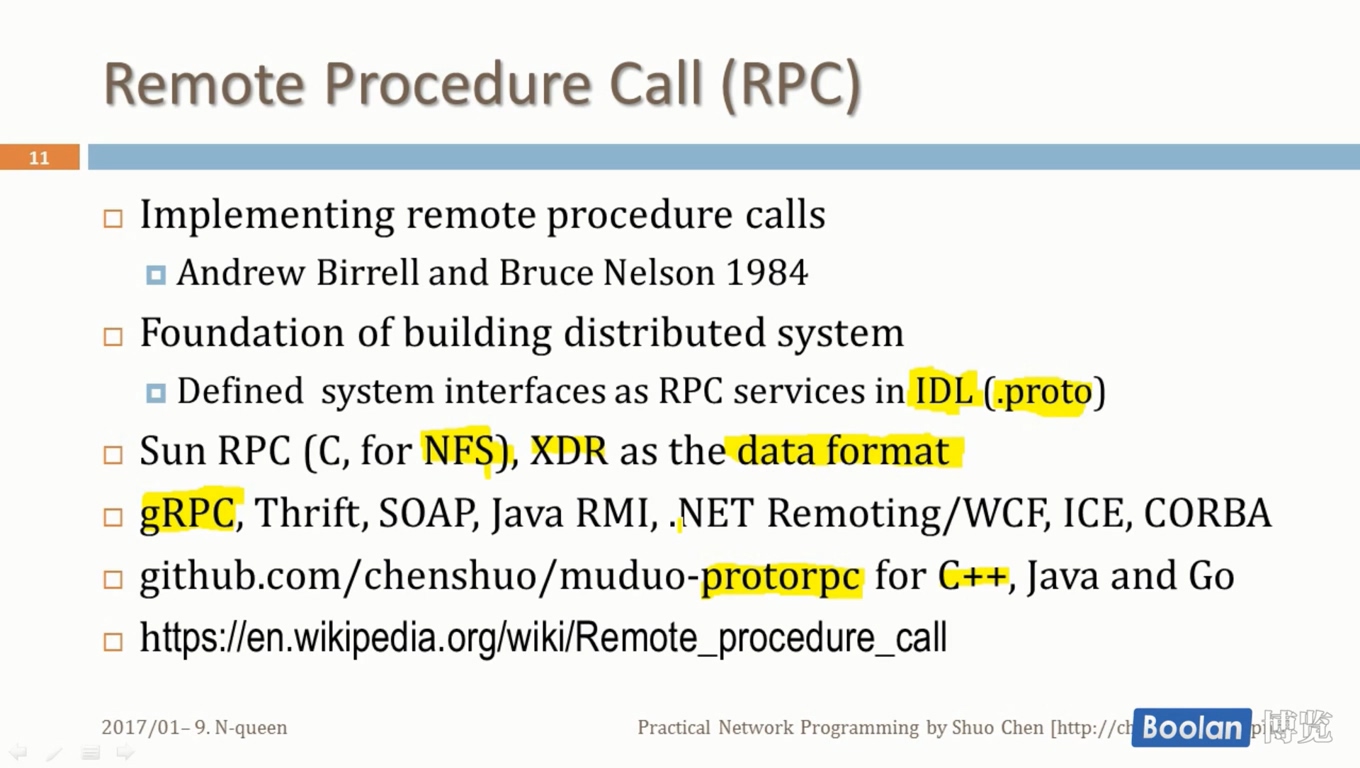 Remote Procedure Call (RPC)
11
Implementing remote procedure calls
Andrew Birrell and Bruce Nelson 1984
Foundation of building distributed system
Defined system interfaces as RPC services in IDL (.proto)
Sun RPC (C, for NFS), XDR as the data format
gRPC, Thrift, SOAP, Java RMI, .NET Remoting/WCF, ICE, CORBA
github.com/chenshuo/muduo-protorpc for C++, Java and Go
https://en.wikipedia.org/wiki/Remote_procedure_call
2017/01– 9. N-queen
Practical Network Programming by Shuo Chen [http://ch
Boolan 博览